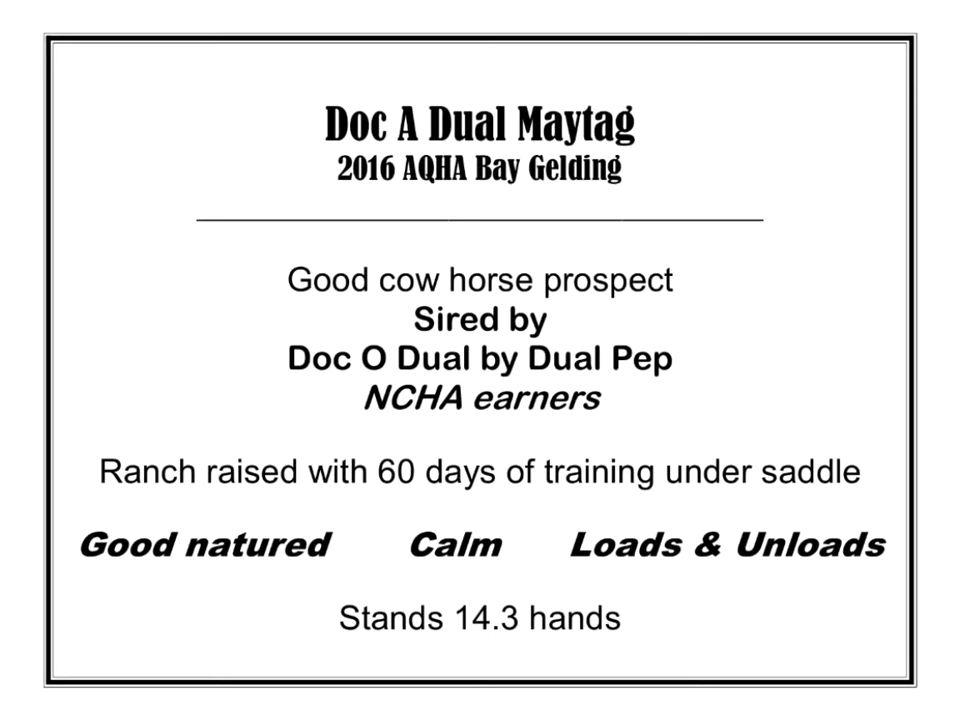 Doc A Dual Maytag
2016 AQHA Bay Gelding
Good cow horse prospect
Sired by
Doc O Dual by Dual Pep
NCHA earners
Ranch raised with 60 days of training under saddle
Good natured Calm Loads & Unloads
Stands 14.3 hands